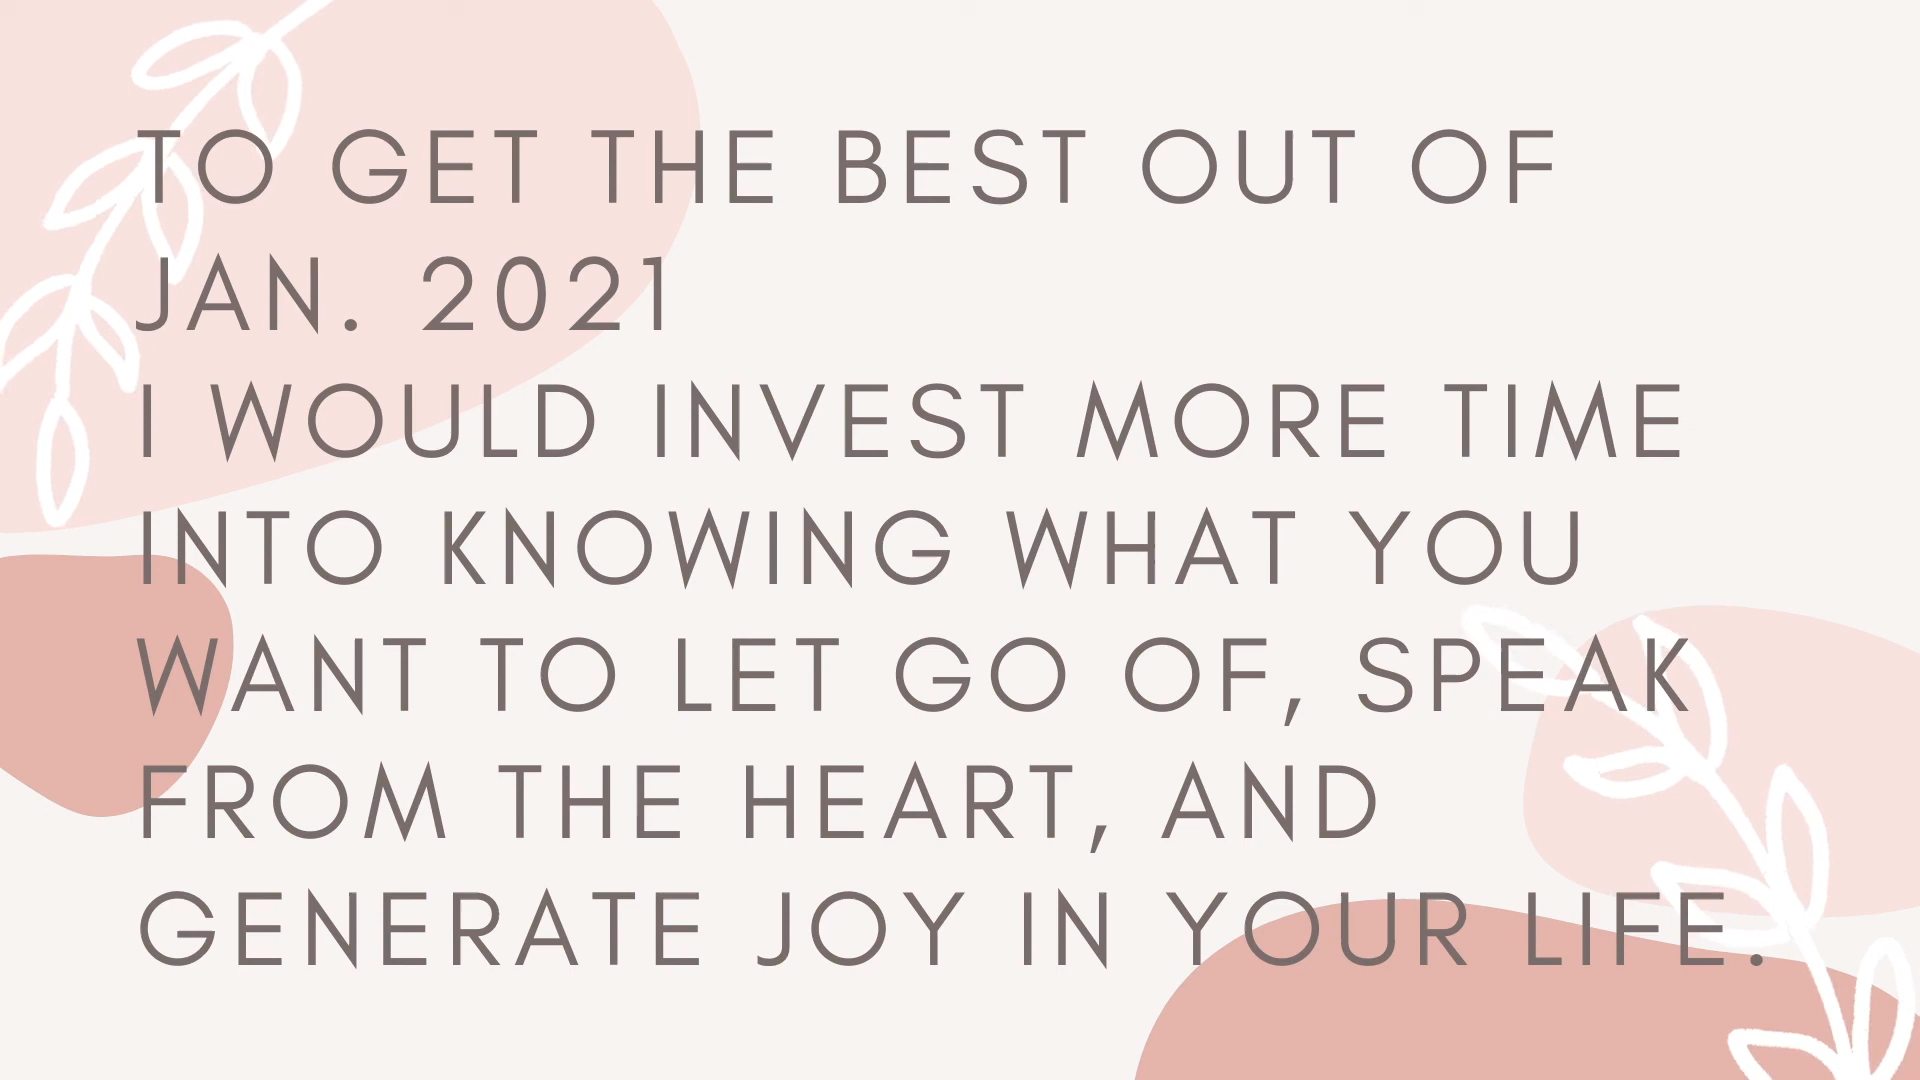 TO GET THE BEST OUT OF
JAN. 2021
I WOULD INVEST MORE TIME
INTO KNOWING WHAT YOU
WANT TO LET GO OF, SPEAK
FROM THE HEART, AND
GENERATE JOY IN YOUR LIFE.